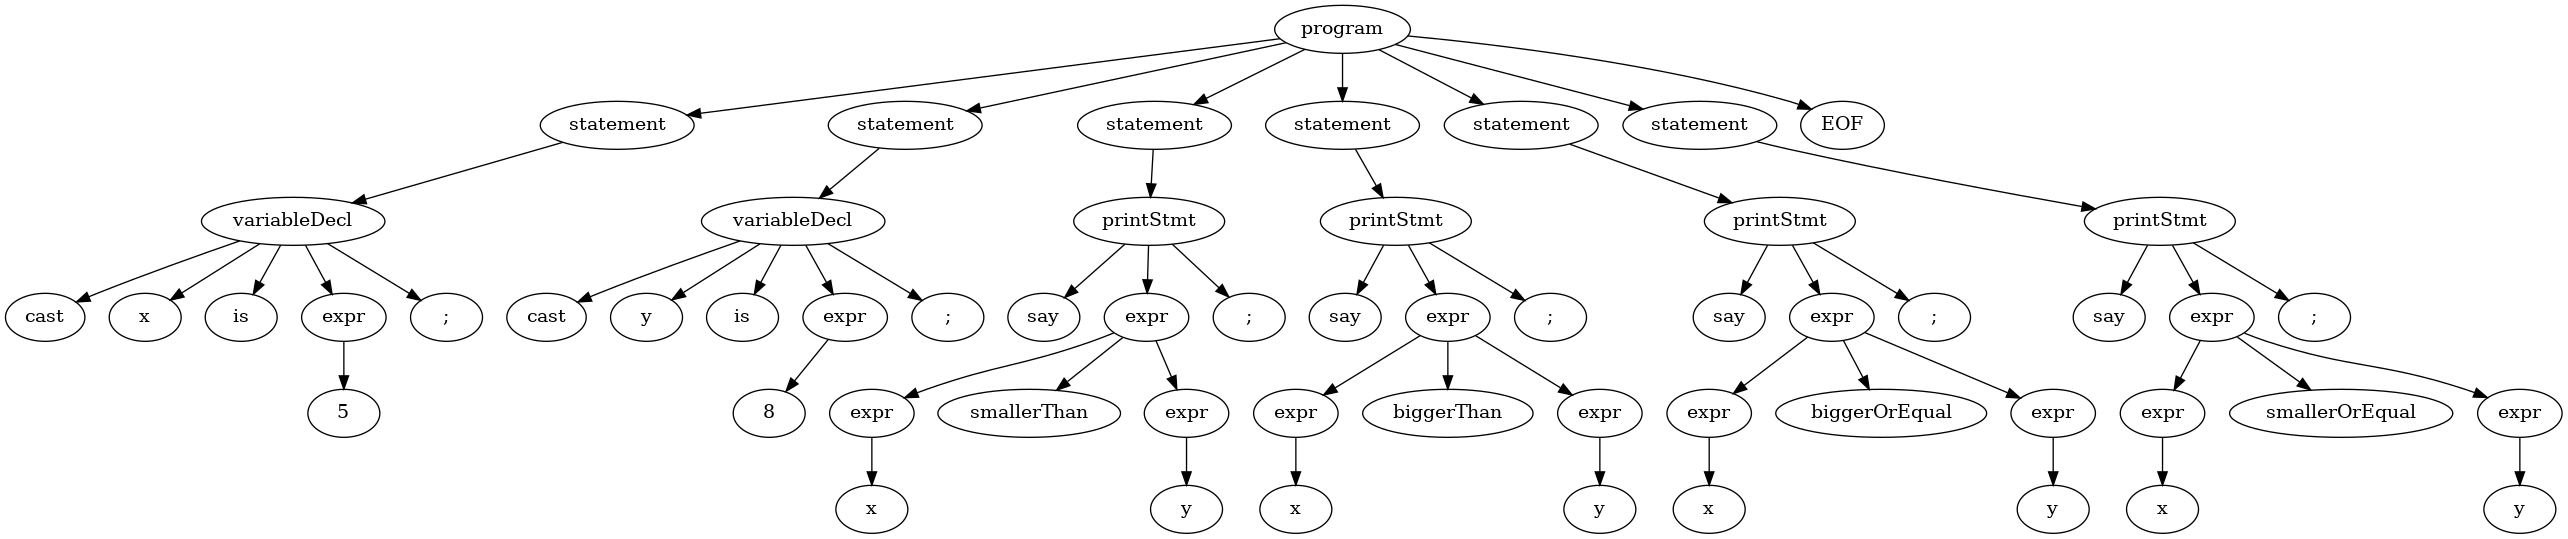 program
statement statement statement statement statement statement EOF
variableDecl variableDecl printStmt printStmt printStmt printStmt
cast x is expr ; cast y is expr ; say expr ; say expr ; say expr ; say expr ;
5 8 expr smallerThan expr expr biggerThan expr expr biggerOrEqual expr expr smallerOrEqual expr
x y x y x y x y